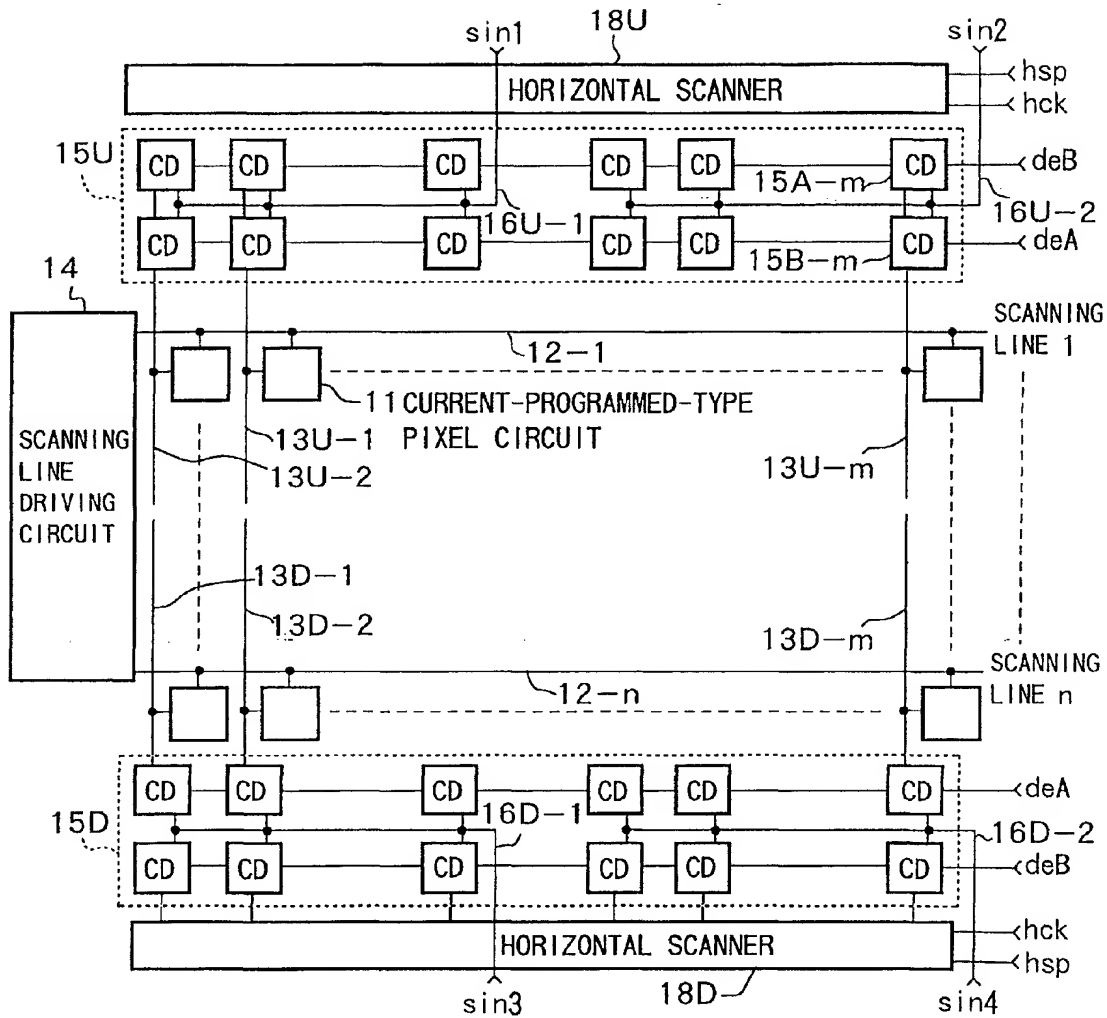 18U
sin1
sin2
HORIZONTAL SCANNER
hsp
hck
15U
CD CD CD CD CD CD
deB
15A-m
16U-1
16U-2
CD CD CD CD CD CD
deA
15B-m
14
SCANNING LINE 1
12-1
11 CURRENT-PROGRAMMED-TYPE
PIXEL CIRCUIT
SCANNING
LINE
DRIVING
CIRCUIT
13U-1
13U-2
13U-m
13D-1
13D-2
13D-m
SCANNING
LINE n
12-n
CD CD CD CD CD CD
deA
15D
16D-1
16D-2
CD CD CD CD CD CD
deB
HORIZONTAL SCANNER
hck
hsp
sin3
18D
sin4